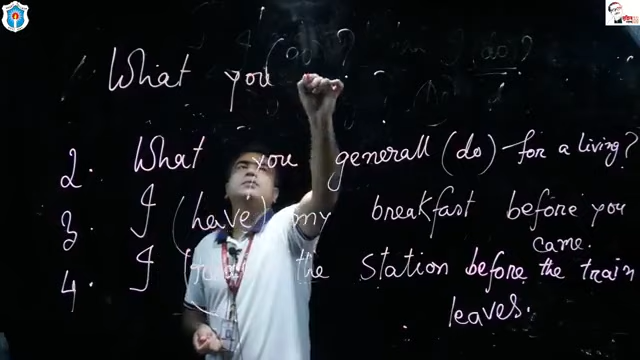 What you (do) ?
2. What you generall (do) for a living?
3. I (have) my breakfast before you came.
4. I the station before the train leaves.